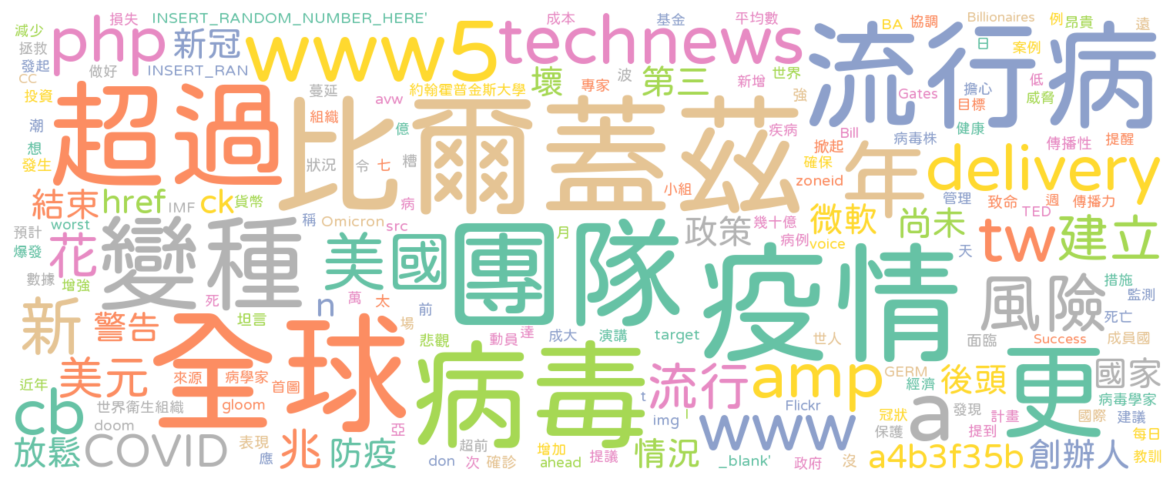 減少 損失 INSERT_RANDOM_NUMBER_HERE' 成本 基金 平均數 BA 協調 Billionaires 例 昂貴 遠
拯救 php 新冠 www5 technews 流行病 日 案例
發起 做好 INSERT_RAN 壞 專家 波 第三 新增 世界 擔心 低
CC 投資 蔓延 avw 約翰霍普金斯大學 強 Gates 目標 威脅
潮 超過 組織 億 比爾蓋茲 疾病 Bill 掀起 病毒株 健康 傳播性 提醒
想 發生 狀況 令 七 糟 小組 確保 zoneid 年 delivery
結束 href IMF ck 貨幣 稱 Omicron 病 src 幾十億 微軟 管理 致命 週 傳播力
預計 worst 變種 美國 團隊 月 政策 病例 voice 尚未 TED tw 建立
爆發 花 疫情 天 措施
數據 增強 死 n 萬 太 前 風險 監測
新 警告 坦言 全球 場 悲觀 動員 達 成大 演講 target 世人 面臨 Success 死亡 成員國
近年 美元 來源 病學家 首圖 病毒 流行 amp GERM 經濟 後頭 更 國家
cb 世界衛生組織 gloom t i img Flickr 冠狀 a 發現 計畫 國際 病毒學家 建議
doom 亞 www 保護 提到 每日
放鬆 COVID 表現 應 兆 防疫 超前 don 次 確診 增加 ahead 提議 情況 _blank' 政府 沒 a4b3f35b 創辦人 教訓